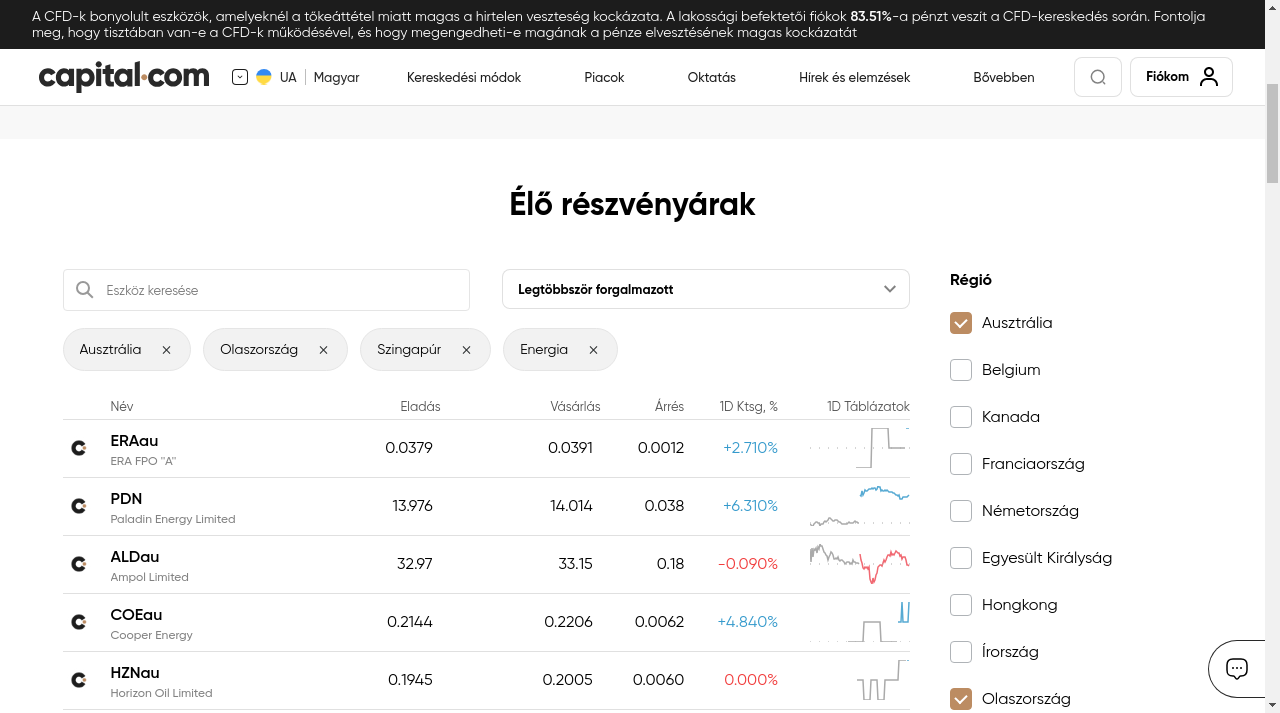 A CFD-k bonyolult eszközök, amelyeknél a tőkeáttétel miatt magas a hirtelen veszteség kockázata. A lakossági befektetői fiókok 83.51%-a pénzt veszít a CFD-kereskedés során. Fontolja
meg, hogy tisztában van-e a CFD-k működésével, és hogy megengedheti-e magának a pénze elvesztésének magas kockázatát
capital.com UA Magyar Kereskedési módok Piacok Oktatás Hírek és elemzések Bővebben Fiókom
Élő részvényárak
Eszköz keresése
Legtöbbször forgalmazott
Ausztrália Olaszország Szingapúr Energia
Név Eladás Vásárlás Árrés 1D Ktsg, % 1D Táblázatok
ERAau 0.0379 0.0391 0.0012 +2.710%
ERA FPO "A"
PDN 13.976 14.014 0.038 +6.310%
Paladin Energy Limited
ALDau 32.97 33.15 0.18 -0.090%
Ampol Limited
COEau 0.2144 0.2206 0.0062 +4.840%
Cooper Energy
HZNau 0.1945 0.2005 0.0060 0.000%
Horizon Oil Limited
Régió
Ausztrália
Belgium
Kanada
Franciaország
Németország
Egyesült Királyság
Hongkong
Írország
Olaszország